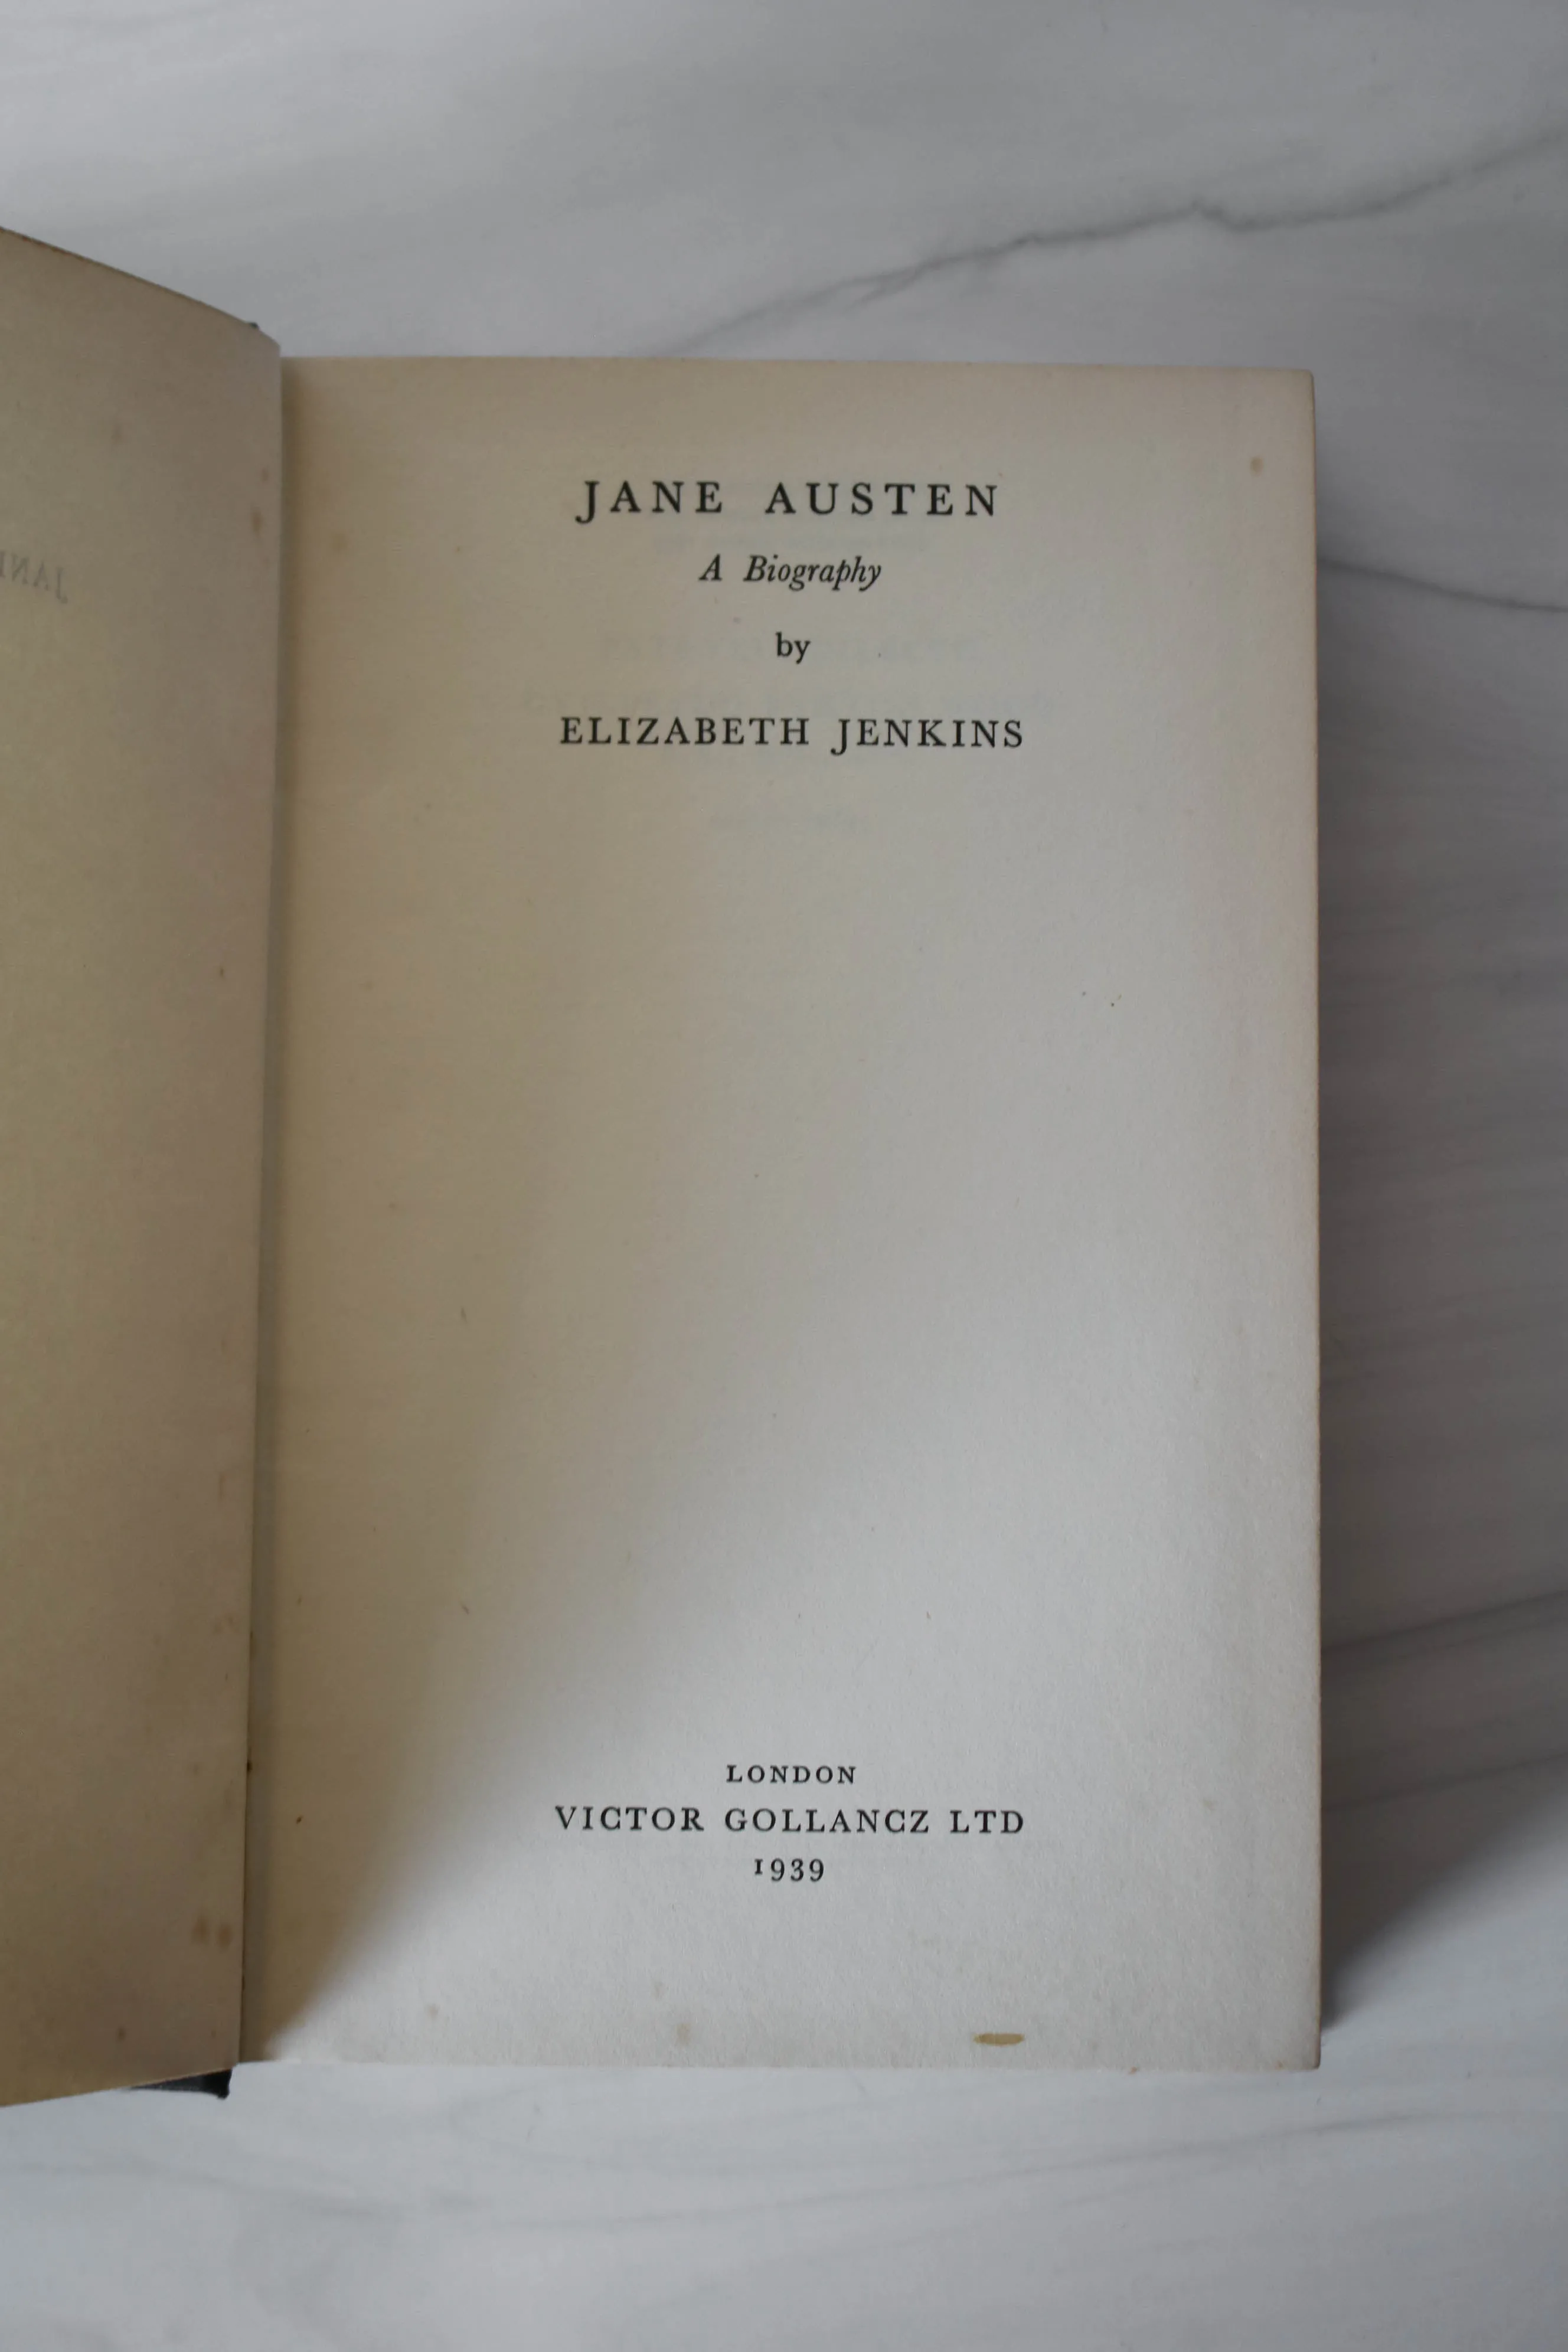 JANE AUSTEN
A Biography
by
ELIZABETH JENKINS
LONDON
VICTOR GOLLANCZ LTD
1939